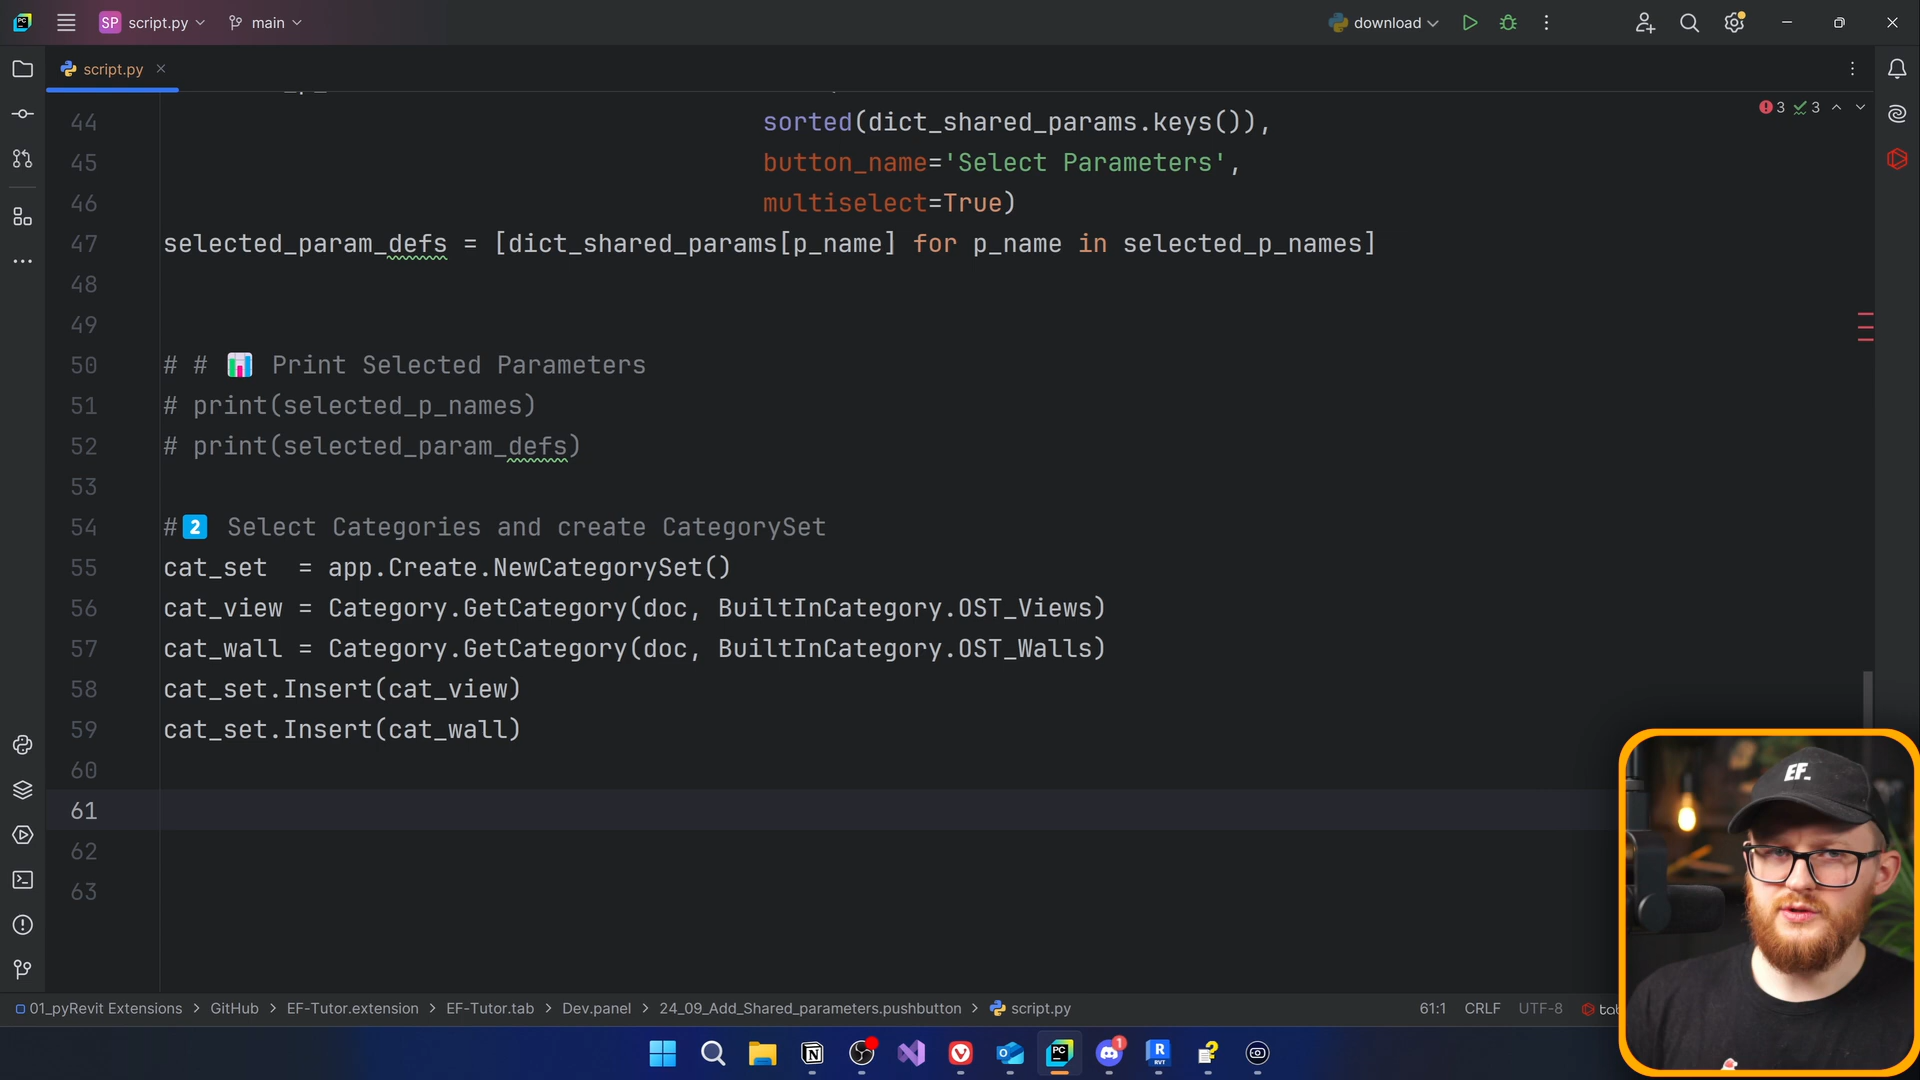 SP script.py main download
script.py
3 3
44 sorted(dict_shared_params.keys()),
45 button_name='Select Parameters',
46 multiselect=True)
47 selected_param_defs = [dict_shared_params[p_name] for p_name in selected_p_names]
48
49
50 # # 📊 Print Selected Parameters
51 # print(selected_p_names)
52 # print(selected_param_defs)
53
54 #2️⃣ Select Categories and create CategorySet
55 cat_set  = app.Create.NewCategorySet()
56 cat_view = Category.GetCategory(doc, BuiltInCategory.OST_Views)
57 cat_wall = Category.GetCategory(doc, BuiltInCategory.OST_Walls)
58 cat_set.Insert(cat_view)
59 cat_set.Insert(cat_wall)
60
61
62
63
EF_
01_pyRevit Extensions > GitHub > EF-Tutor.extension > EF-Tutor.tab > Dev.panel > 24_09_Add_Shared_parameters.pushbutton > script.py 61:1 CRLF UTF-8
PC 1 R RVT